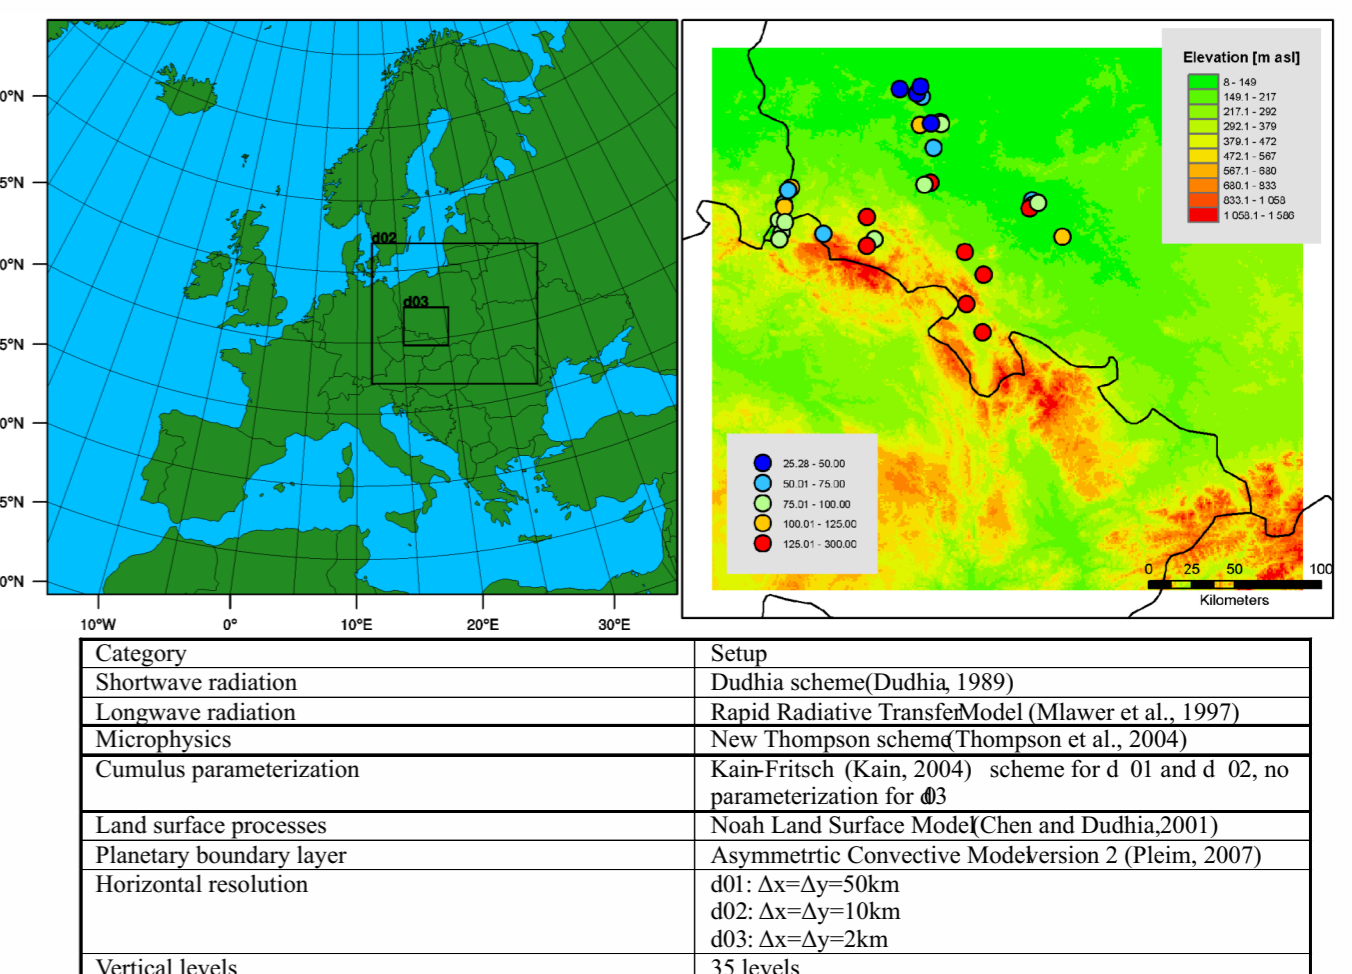 0°N
5°N
0°N
5°N
0°N
5°N
0°N
d02
d03
10°W
0°
10°E
20°E
30°E
Elevation [m asl]
8 - 149
149.1 - 217
217.1 - 292
292.1 - 379
379.1 - 472
472.1 - 567
567.1 - 680
680.1 - 833
833.1 - 1 058
1 058.1 - 1 586
25.28 - 50.00
50.01 - 75.00
75.01 - 100.00
100.01 - 125.00
125.01 - 300.00
0 25 50 100
Kilometers
Category Setup
Shortwave radiation Dudhia scheme(Dudhia, 1989)
Longwave radiation Rapid Radiative TransferModel (Mlawer et al., 1997)
Microphysics New Thompson scheme(Thompson et al., 2004)
Cumulus parameterization Kain-Fritsch (Kain, 2004) scheme for d 01 and d 02, no
parameterization for d03
Land surface processes Noah Land Surface Model(Chen and Dudhia,2001)
Planetary boundary layer Asymmetrtic Convective Modelversion 2 (Pleim, 2007)
Horizontal resolution d01: Δx=Δy=50km
d02: Δx=Δy=10km
d03: Δx=Δy=2km
Vertical levels 35 levels